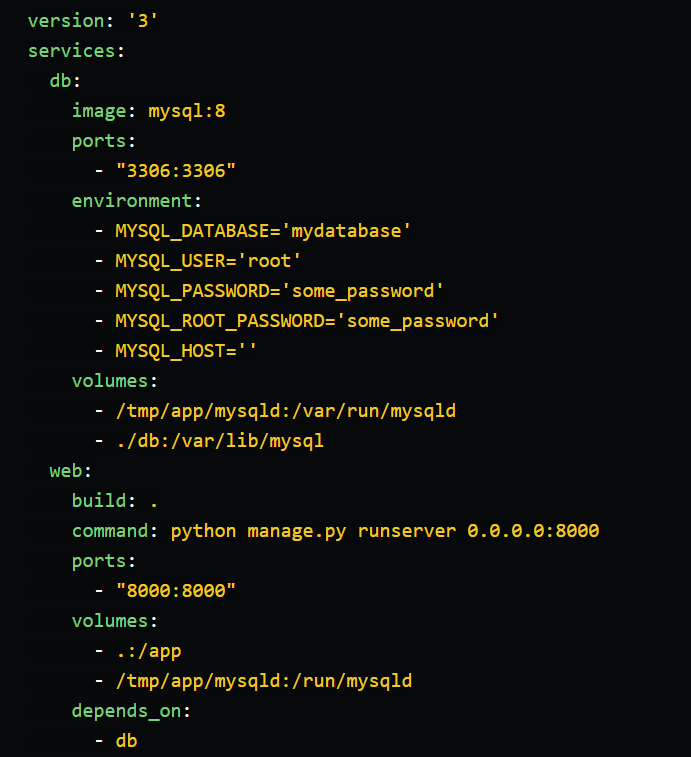 version: '3'
services:
  db:
    image: mysql:8
    ports:
      - "3306:3306"
    environment:
      - MYSQL_DATABASE='mydatabase'
      - MYSQL_USER='root'
      - MYSQL_PASSWORD='some_password'
      - MYSQL_ROOT_PASSWORD='some_password'
      - MYSQL_HOST=''
    volumes:
      - /tmp/app/mysqld:/var/run/mysqld
      - ./db:/var/lib/mysql
  web:
    build: .
    command: python manage.py runserver 0.0.0.0:8000
    ports:
      - "8000:8000"
    volumes:
      - .:/app
      - /tmp/app/mysqld:/run/mysqld
    depends_on:
      - db